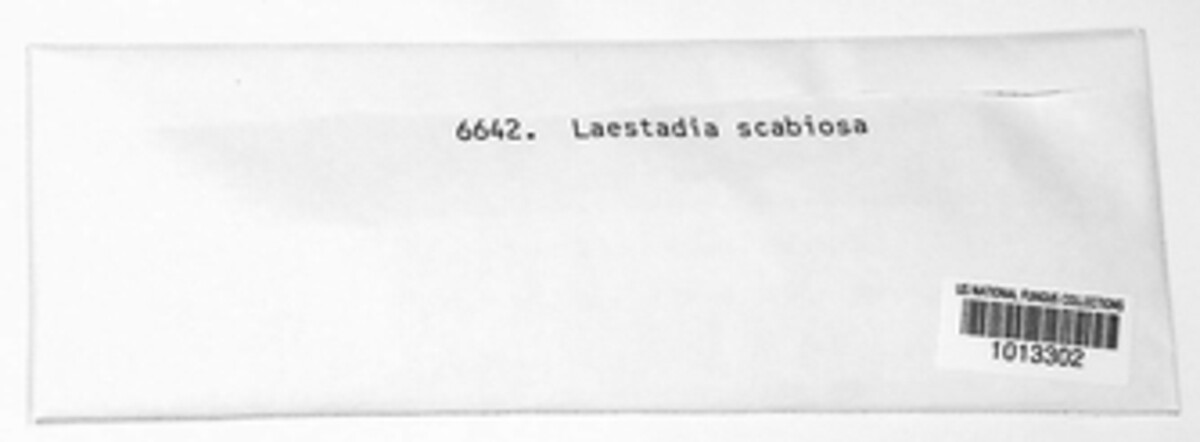 6642. Laestadia scabiosa
US NATIONAL FUNGUS COLLECTIONS
1013302